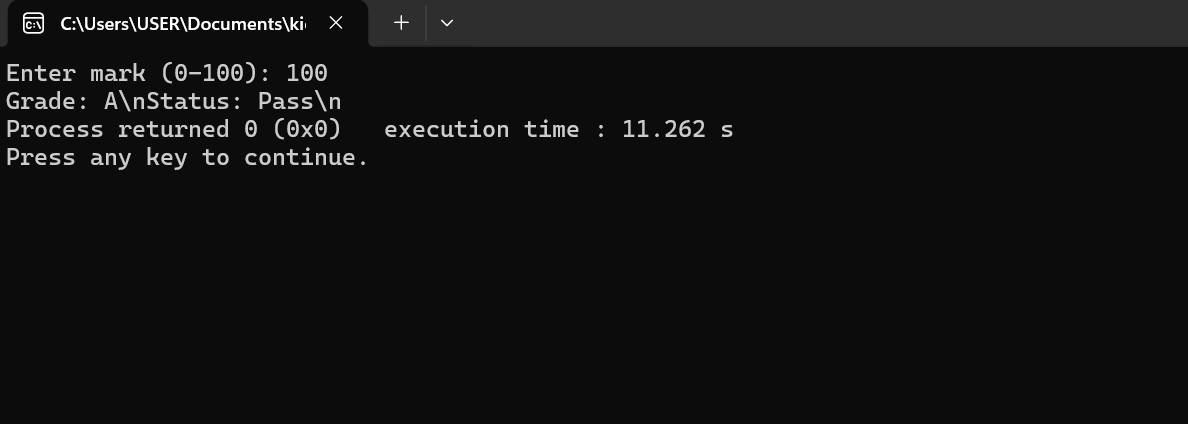 C:\Users\USER\Documents\ki
Enter mark (0-100): 100
Grade: A\nStatus: Pass\n
Process returned 0 (0x0)   execution time : 11.262 s
Press any key to continue.